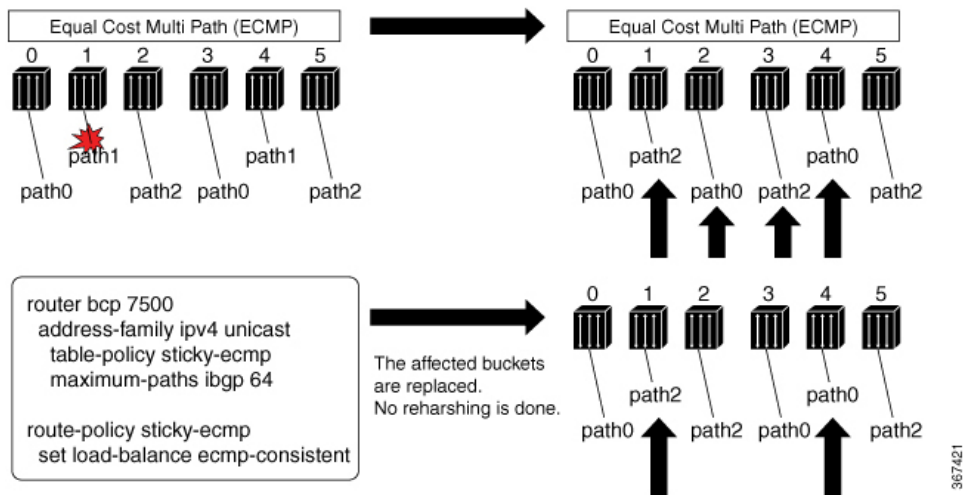 Equal Cost Multi Path (ECMP)
0 1 2 3 4 5
path1 path1
path0 path2 path0 path2
Equal Cost Multi Path (ECMP)
0 1 2 3 4 5
path2 path0
path0 path0 path2 path2
router bcp 7500
address-family ipv4 unicast
table-policy sticky-ecmp
maximum-paths ibgp 64
route-policy sticky-ecmp
set load-balance ecmp-consistent
The affected buckets
are replaced.
No reharshing is done.
0 1 2 3 4 5
path2 path0
path0 path2 path0 path2
367421